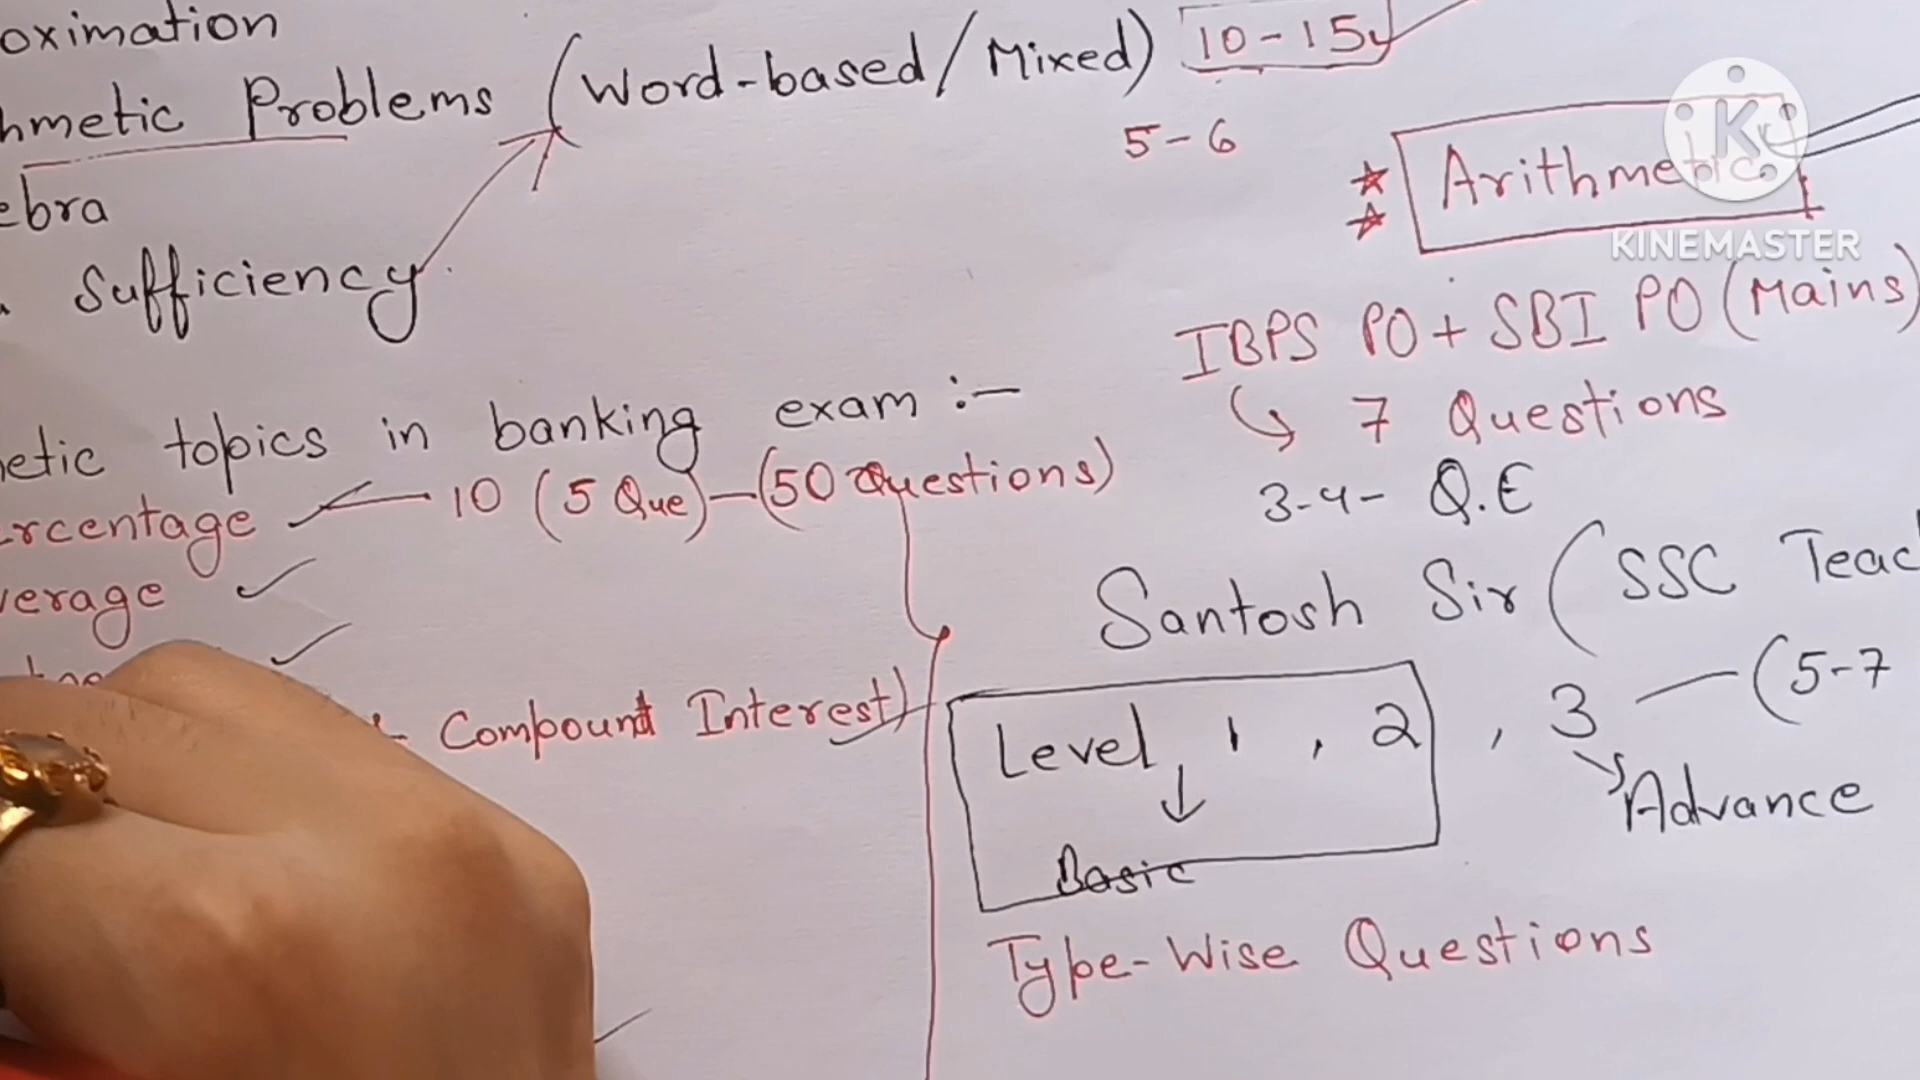 oximation
hmetic Problems (Word-based/Mixed) 10-15
5-6
ebra
Sufficiency
etic topics in banking exam :-
rcentage ← 10 (5 Que) — (50 Questions)
verage
Compound Interest)
Arithmetic
IBPS PO + SBI PO (Mains)
7 Questions
3-4- Q.E
Santosh Sir (SSC Teac
Level 1, 2, 3 — (5-7
Basic
Advance
Type-Wise Questions
K
KINEMASTER